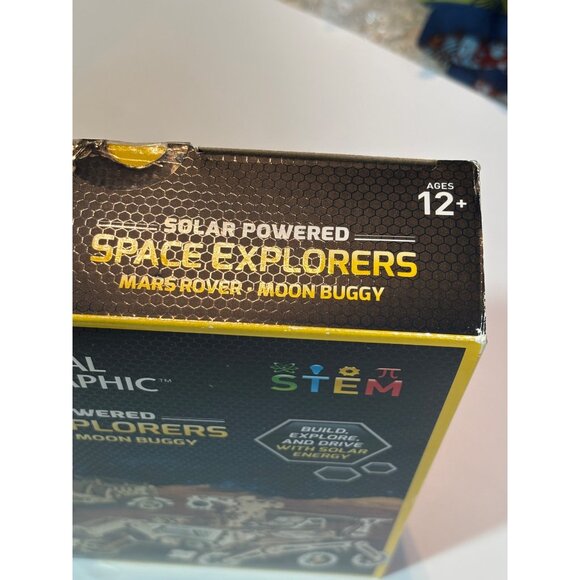 AGES
12+
SOLAR POWERED
SPACE EXPLORERS
MARS ROVER · MOON BUGGY
AL
APHIC™
STEM
POWERED
PLORERS
MOON BUGGY
BUILD,
EXPLORE,
AND DRIVE
WITH SOLAR
ENERGY